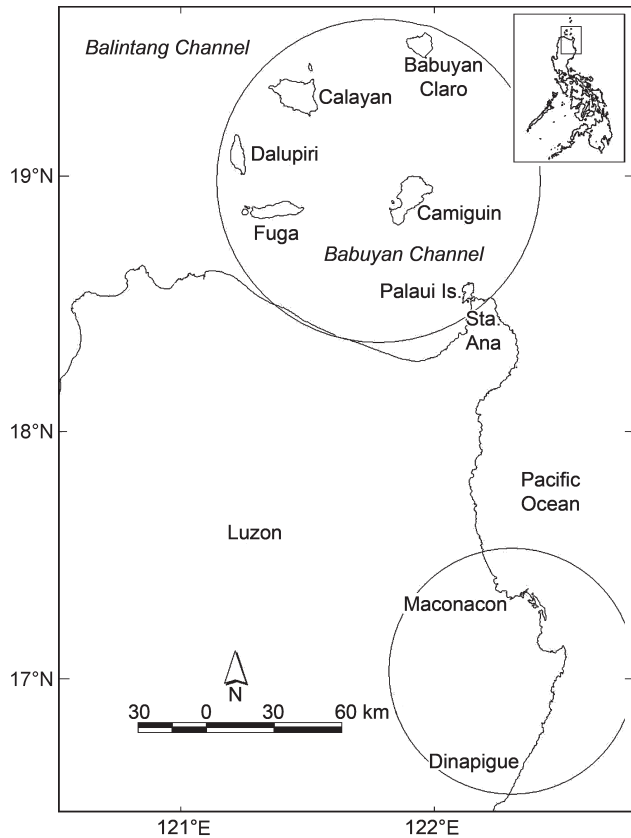 Balintang Channel
Babuyan
Claro
Calayan
Dalupiri
19°N
Camiguin
Fuga
Babuyan Channel
Palaui Is.
Sta.
Ana
18°N
Pacific
Ocean
Luzon
Maconacon
17°N
N
30 0 30 60 km
Dinapigue
121°E 122°E